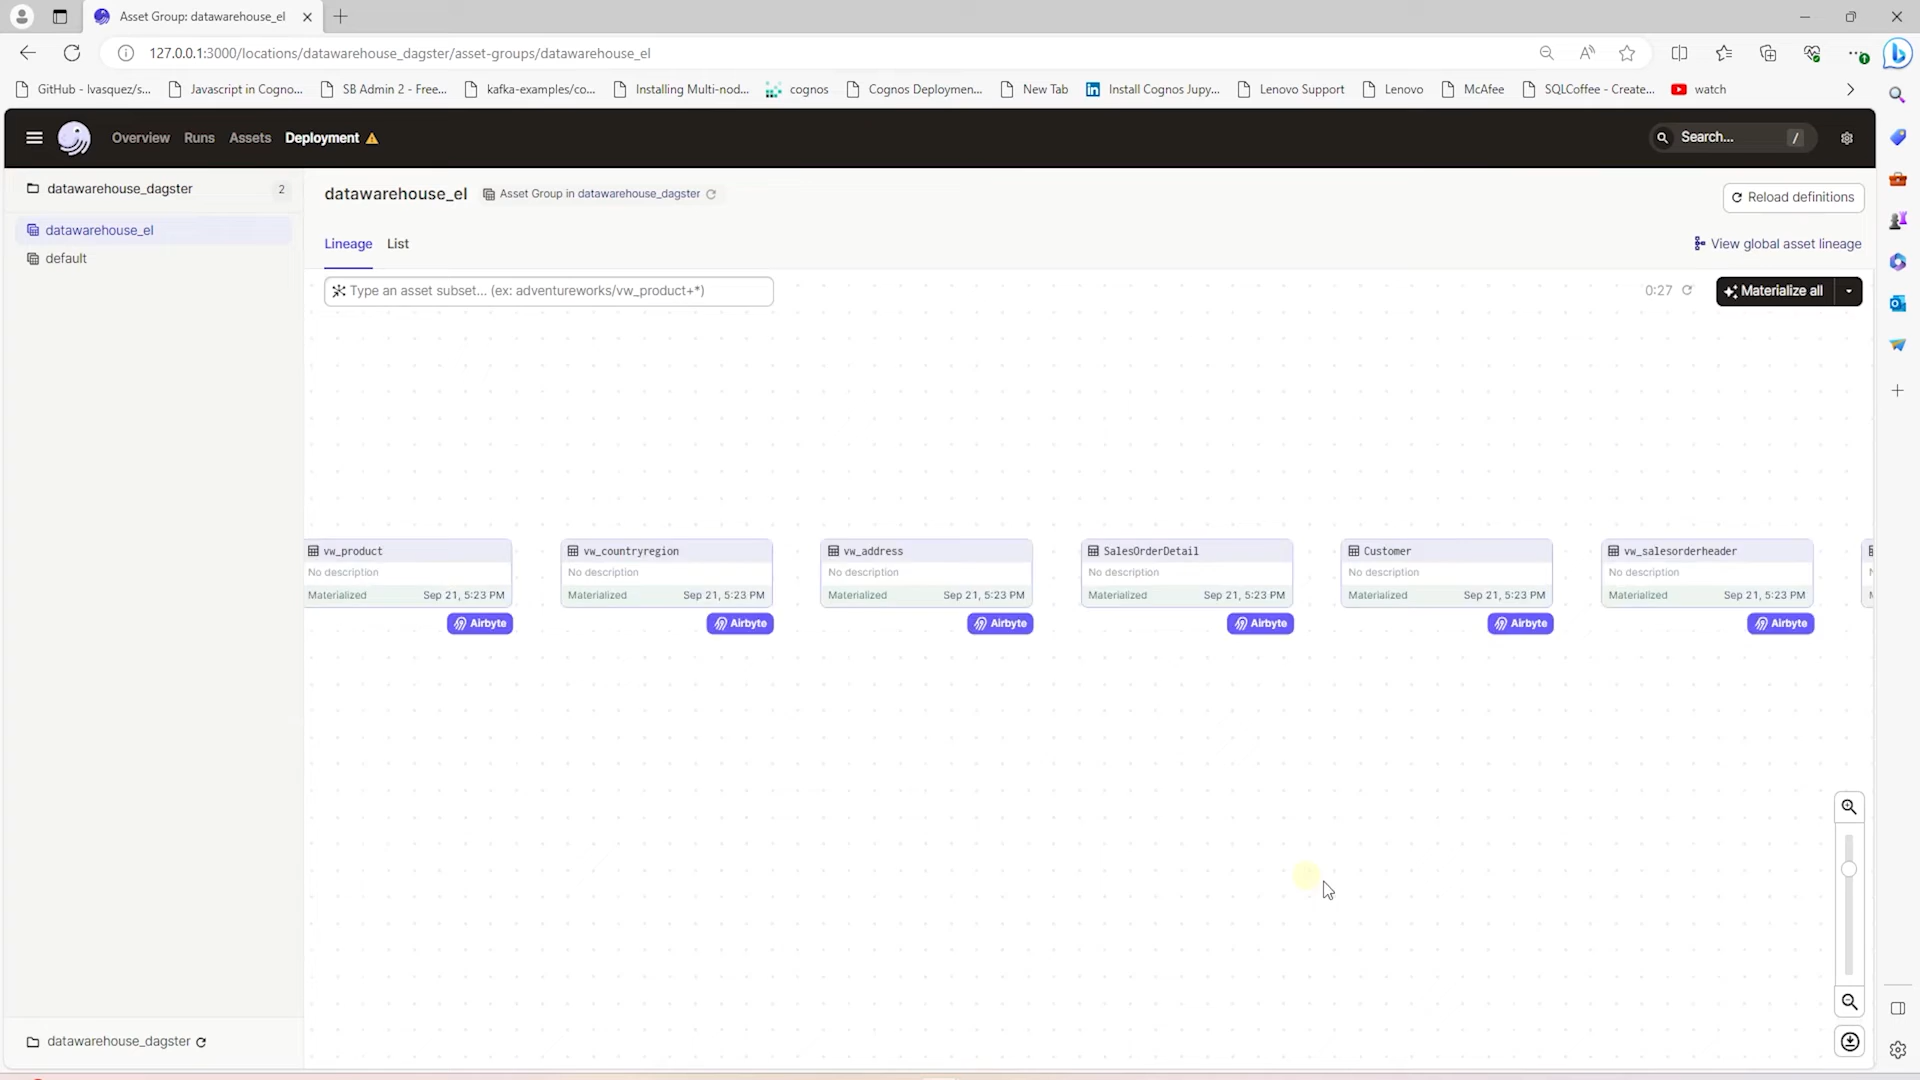 Asset Group: datawarehouse_el
127.0.0.1:3000/locations/datawarehouse_dagster/asset-groups/datawarehouse_el
GitHub - lvasquez/s... Javascript in Cogno... SB Admin 2 - Free... kafka-examples/co... Installing Multi-nod... cognos Cognos Deploymen... New Tab Install Cognos Jupy... Lenovo Support Lenovo McAfee SQLCoffee - Create... watch
Overview Runs Assets Deployment Search... /
datawarehouse_dagster 2
datawarehouse_el
default
datawarehouse_el Asset Group in datawarehouse_dagster
Reload definitions
Lineage List
View global asset lineage
Type an asset subset... (ex: adventureworks/vw_product+*)
0:27
Materialize all
vw_product vw_countryregion vw_address SalesOrderDetail Customer vw_salesorderheader
No description No description No description No description No description No description
Materialized Sep 21, 5:23 PM Materialized Sep 21, 5:23 PM Materialized Sep 21, 5:23 PM Materialized Sep 21, 5:23 PM Materialized Sep 21, 5:23 PM Materialized Sep 21, 5:23 PM
Airbyte Airbyte Airbyte Airbyte Airbyte Airbyte
datawarehouse_dagster